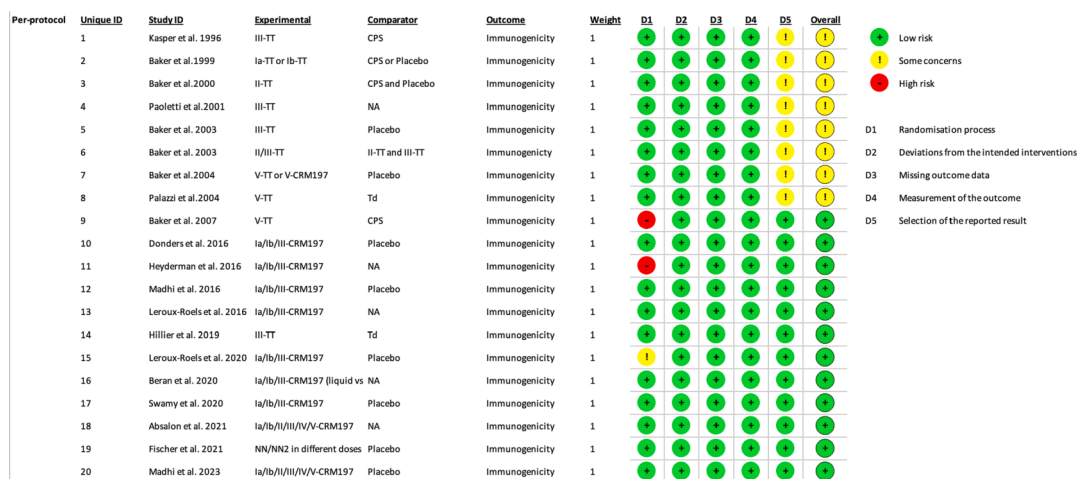 Per-protocol Unique ID Study ID Experimental Comparator Outcome Weight D1 D2 D3 D4 D5 Overall
1 Kasper et al. 1996 III-TT CPS Immunogenicity 1 + + + + ! !
2 Baker et al.1999 Ia-TT or Ib-TT CPS or Placebo Immunogenicity 1 + + + + ! !
3 Baker et al.2000 II-TT CPS and Placebo Immunogenicity 1 + + + + ! !
4 Paoletti et al.2001 III-TT NA Immunogenicity 1 + + + + ! !
5 Baker et al. 2003 III-TT Placebo Immunogenicty 1 + + + + ! !
6 Baker et al. 2003 II/III-TT II-TT and III-TT Immunogenicity 1 + + + + ! !
7 Baker et al.2004 V-TT or V-CRM197 Placebo Immunogenicity 1 + + + + ! !
8 Palazzi et al.2004 V-TT Td Immunogenicity 1 + + + + ! !
9 Baker et al. 2007 V-TT CPS Immunogenicity 1 - + + + + +
10 Donders et al. 2016 Ia/Ib/III-CRM197 Placebo Immunogenicity 1 + + + + + +
11 Heyderman et al. 2016 Ia/Ib/III-CRM197 NA Immunogenicity 1 - + + + + +
12 Madhi et al. 2016 Ia/Ib/III-CRM197 Placebo Immunogenicity 1 + + + + + +
13 Leroux-Roels et al. 2016 Ia/Ib/III-CRM197 NA Immunogenicity 1 + + + + + +
14 Hillier et al. 2019 III-TT Td Immunogenicity 1 + + + + + +
15 Leroux-Roels et al. 2020 Ia/Ib/III-CRM197 Placebo Immunogenicity 1 ! + + + + +
16 Beran et al. 2020 Ia/Ib/III-CRM197 (liquid vs NA Immunogenicity 1 + + + + + +
17 Swamy et al. 2020 Ia/Ib/III-CRM197 Placebo Immunogenicity 1 + + + + + +
18 Absalon et al. 2021 Ia/Ib/II/III/IV/V-CRM197 NA Immunogenicity 1 + + + + + +
19 Fischer et al. 2021 NN/NN2 in different doses Placebo Immunogenicity 1 + + + + + +
20 Madhi et al. 2023 Ia/Ib/II/III/IV/V-CRM197 Placebo Immunogenicity 1 + + + + + +
+ Low risk
! Some concerns
- High risk
D1 Randomisation process
D2 Deviations from the intended interventions
D3 Missing outcome data
D4 Measurement of the outcome
D5 Selection of the reported result